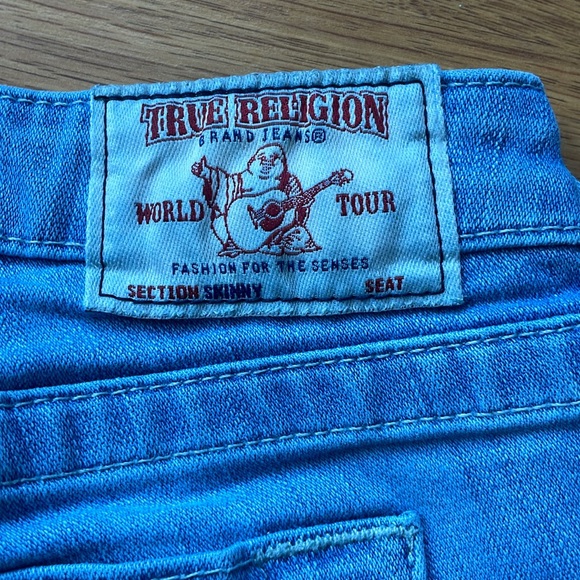 TRUE RELIGION
BRAND JEANS®
WORLD TOUR
FASHION FOR THE SENSES
SECTION SKINNY SEAT